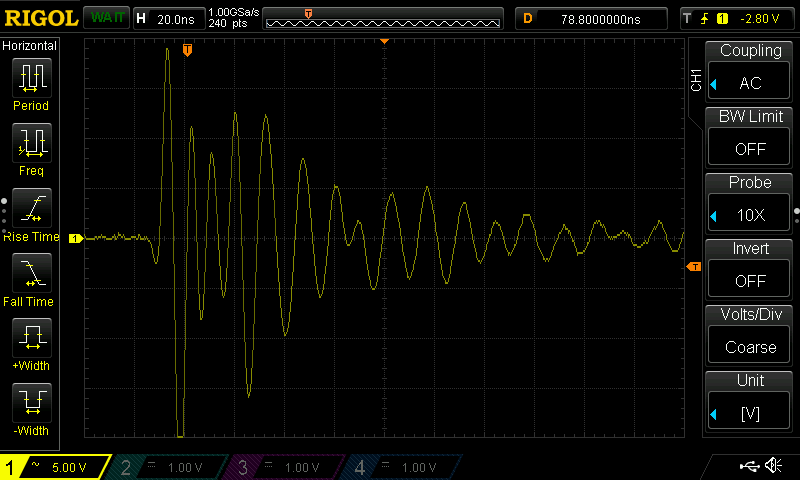 RIGOL WAIT H 20.0ns 1.00GSa/s
240 pts
T D 78.8000000ns T 1 -2.80 V
Horizontal
Period
Freq
Rise Time
Fall Time
+Width
-Width
T
1
T
CH1
Coupling
AC
BW Limit
OFF
Probe
10X
Invert
OFF
Volts/Div
Coarse
Unit
[V]
1 ~ 5.00 V 2 1.00 V 3 1.00 V 4 1.00 V